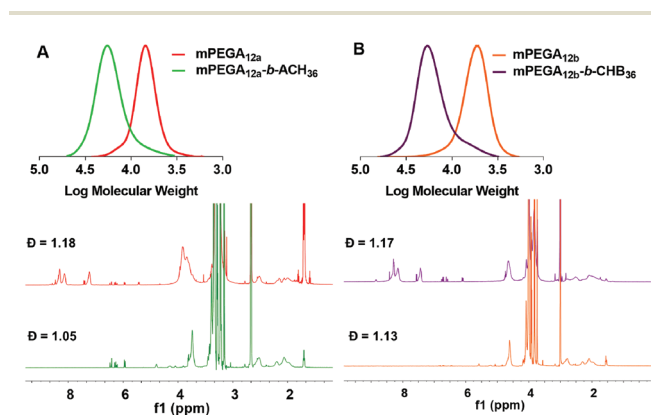 A
mPEGA12a
mPEGA12a-b-ACH36
5.0 4.5 4.0 3.5 3.0
Log Molecular Weight
Đ = 1.18
Đ = 1.05
8 6 4 3 2
f1 (ppm)
B
mPEGA12b
mPEGA12b-b-CHB36
5.0 4.5 4.0 3.5 3.0
Log Molecular Weight
Đ = 1.17
Đ = 1.13
8 6 4 2
f1 (ppm)